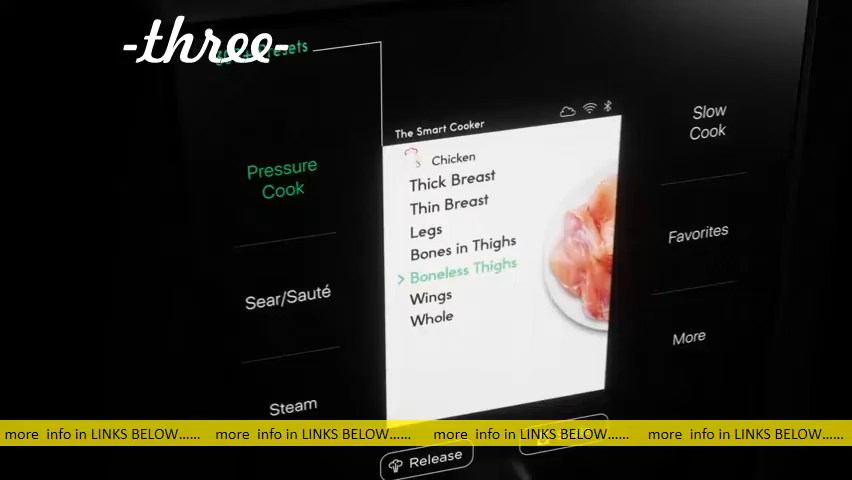 -three-
Presets
The Smart Cooker
Pressure
Cook
Sear/Sauté
Steam
Chicken
Thick Breast
Thin Breast
Legs
Bones in Thighs
> Boneless Thighs
Wings
Whole
Slow
Cook
Favorites
More
more info in LINKS BELOW...... more info in LINKS BELOW...... more info in LINKS BELOW...... more info in LINKS BELOW......
Release